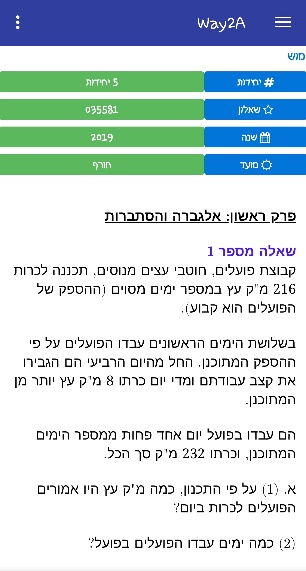 Way2A
מוש
# יחידות 5 יחידות
שאלון 035581
שנה 2019
מועד חורף
פרק ראשון: אלגברה והסתברות
שאלה מספר 1
קבוצת פועלים, חוטבי עצים מנוסים, תכננה לכרות
216 מ"ק עץ במספר ימים מסוים (ההספק של
הפועלים הוא קבוע).
בשלושת הימים הראשונים עבדו הפועלים על פי
ההספק המתוכנן. החל מהיום הרביעי הם הגבירו
את קצב עבודתם ומדי יום כרתו 8 מ"ק עץ יותר מן
המתוכנן.
הם עבדו בפועל יום אחד פחות ממספר הימים
המתוכנן, וכרתו 232 מ"ק סך הכל.
א. (1) על פי התכנון, כמה מ"ק עץ היו אמורים
הפועלים לכרות ביום?
(2) כמה ימים עבדו הפועלים בפועל?